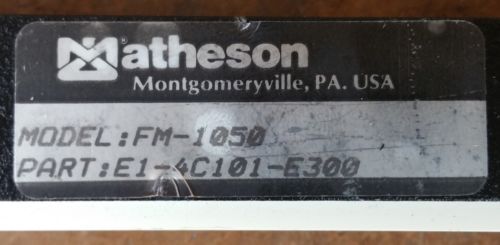 Matheson
Montgomeryville, PA. USA
MODEL:FM-1050
PART:E1-4C101-E300